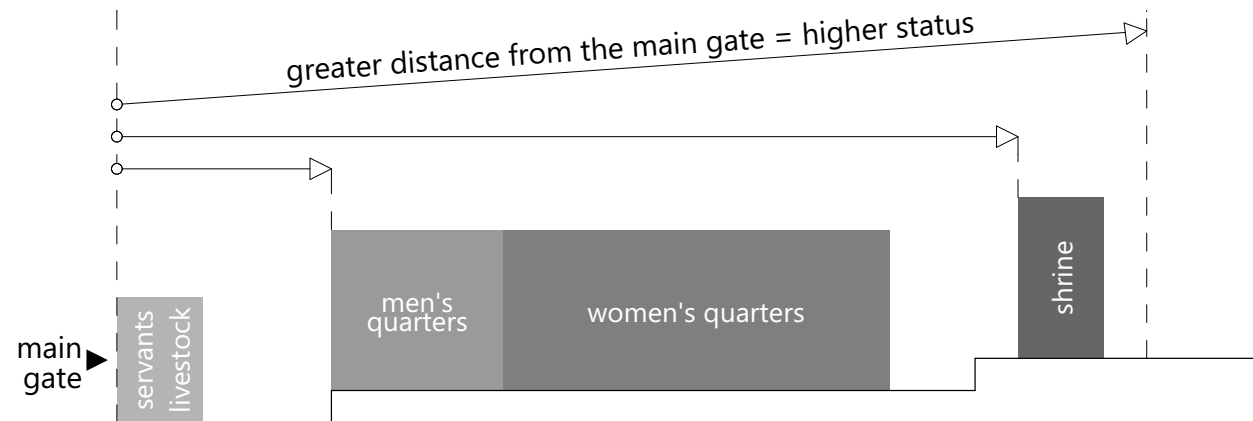 greater distance from the main gate = higher status
main
gate
servants
livestock
men's
quarters
women's quarters
shrine